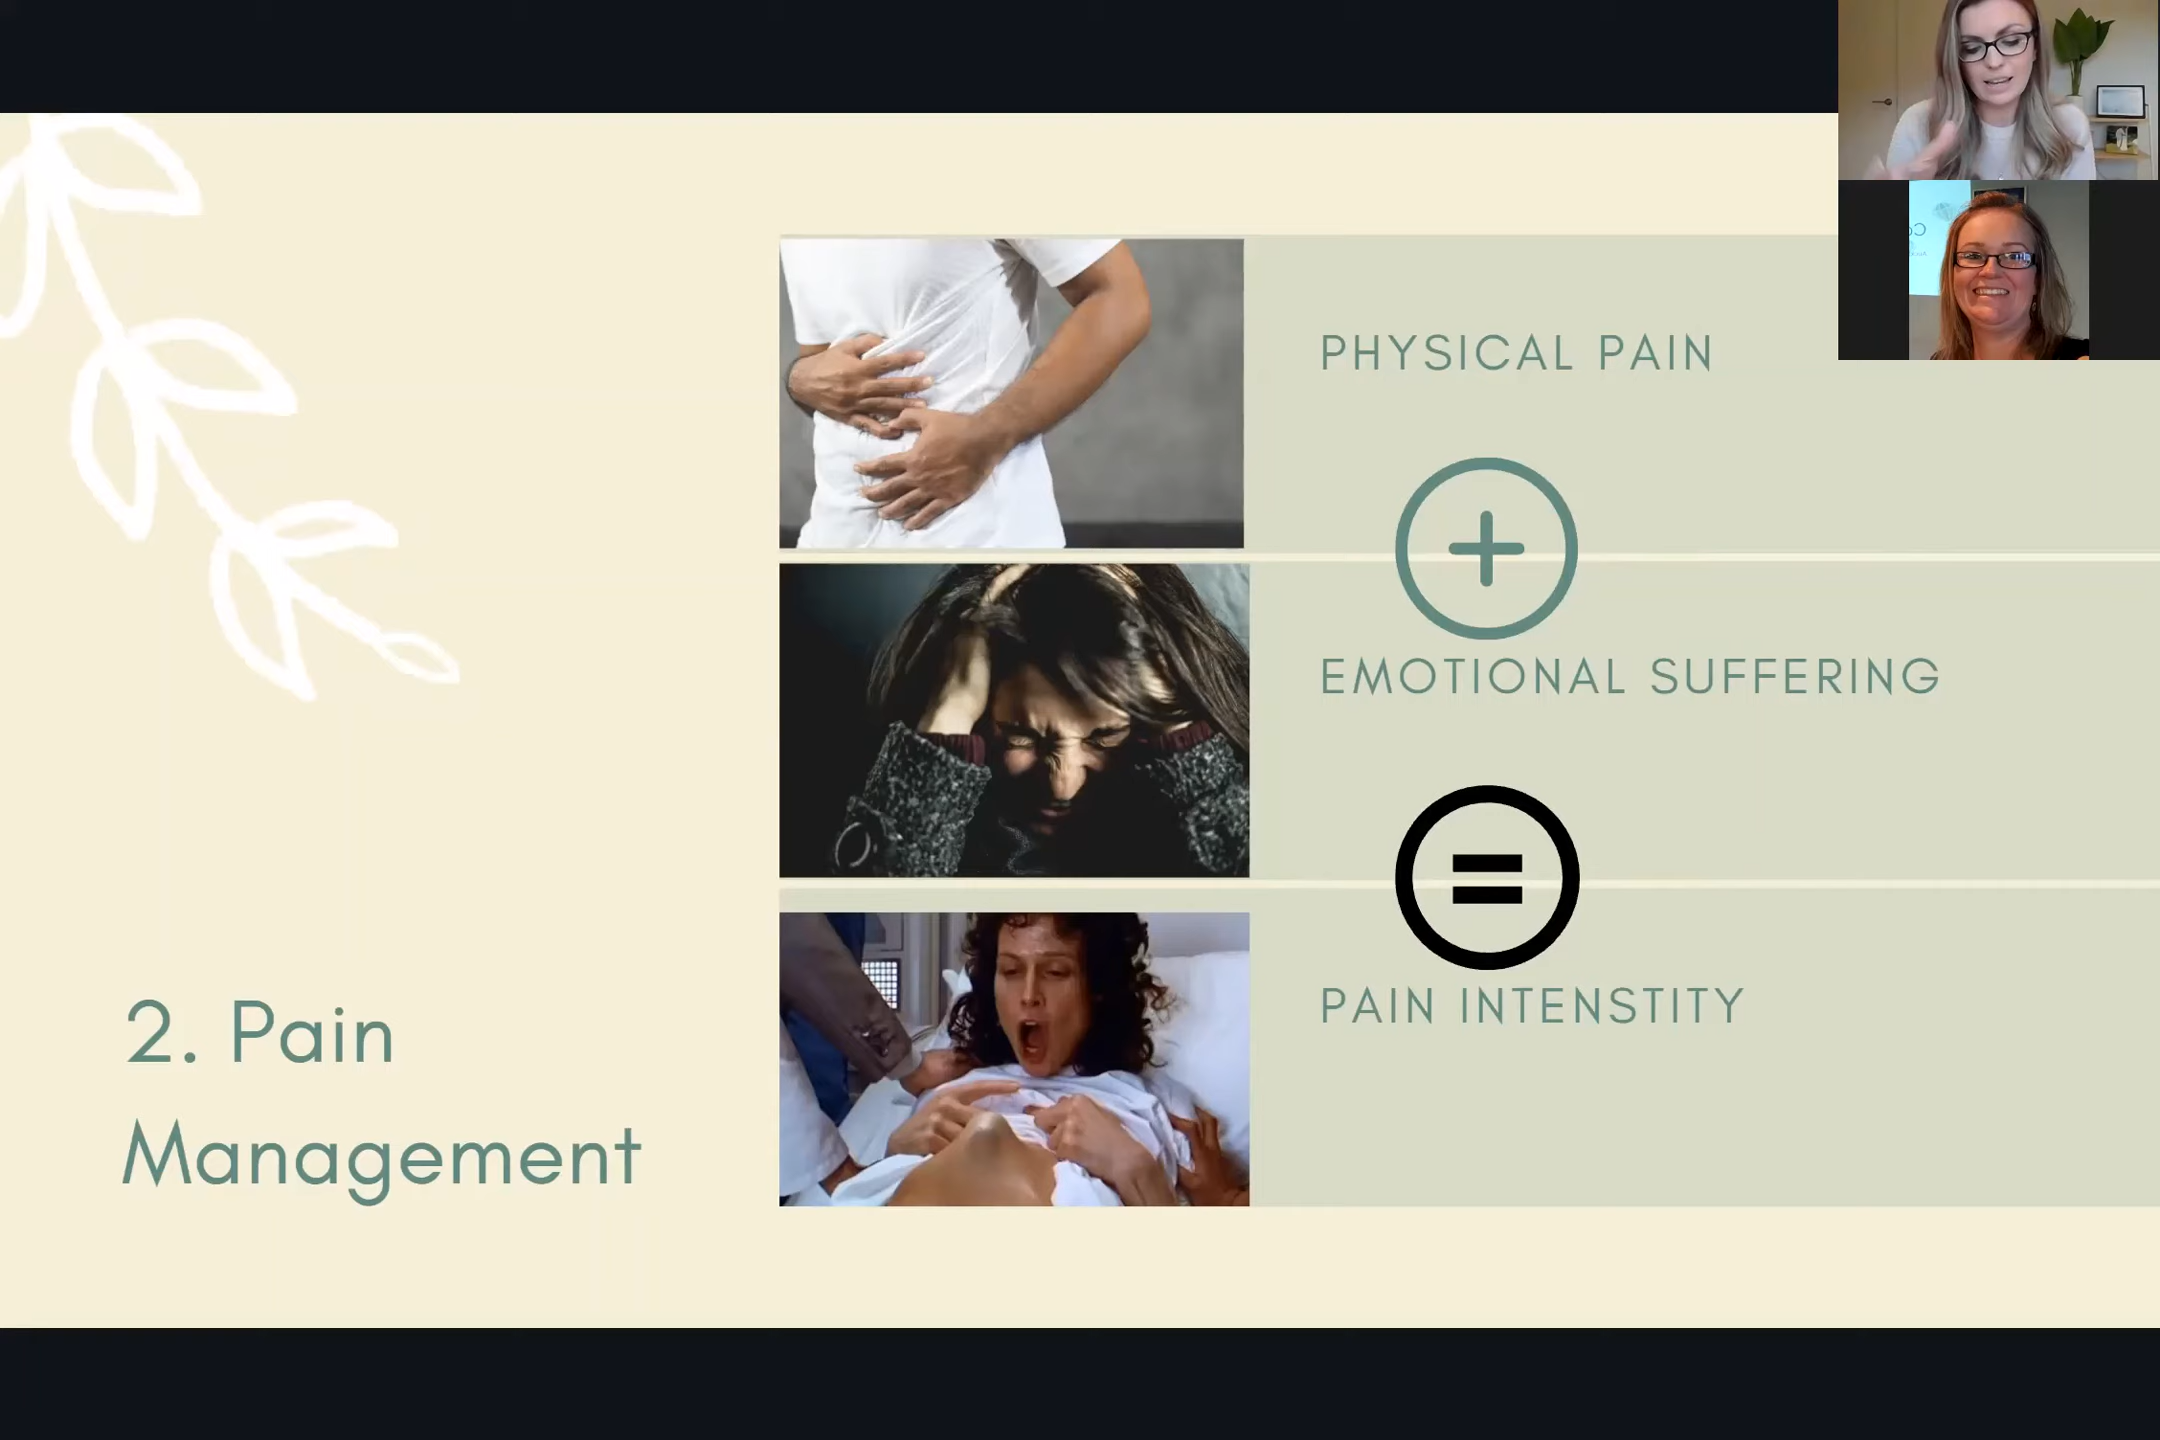 PHYSICAL PAIN
+
EMOTIONAL SUFFERING
=
PAIN INTENSTITY
2. Pain
Management